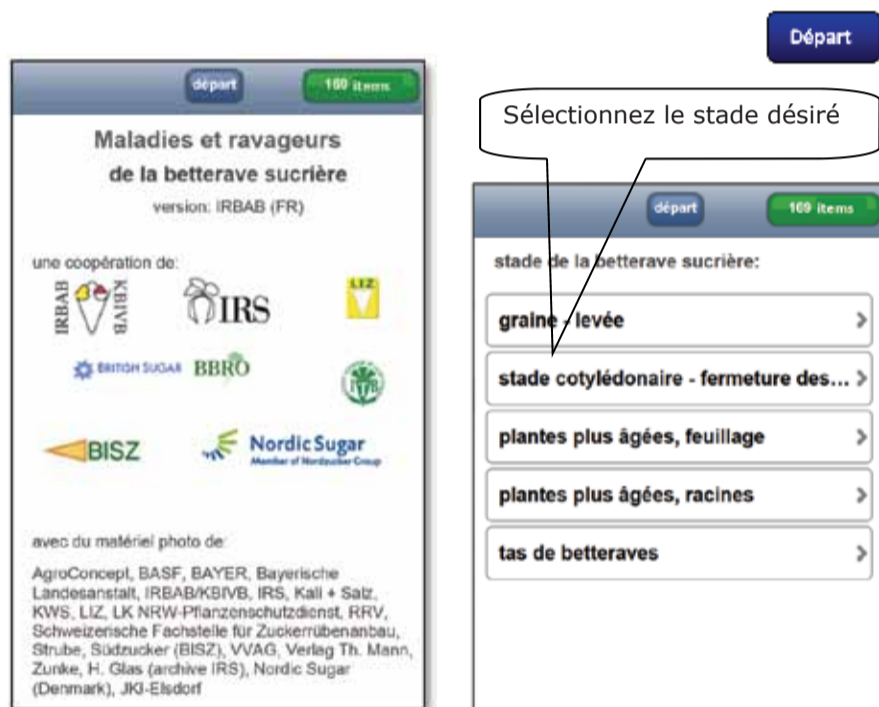 Départ
départ
160 items
Maladies et ravageurs
de la betterave sucrière
version: IRBAB (FR)
une coopération de:
IRBAB
KBIVB
IRS
LIZ
BRITISH SUGAR
BBRO
BISZ
Nordic Sugar
Member of Nordzucker Group
avec du matériel photo de:
AgroConcept, BASF, BAYER, Bayerische
Landesanstalt, IRBAB/KBIVB, IRS, Kali + Salz,
KWS, LIZ, LK NRW-Pflanzenschutzdienst, RRV,
Schweizerische Fachstelle für Zuckerrübenanbau,
Strube, Südzucker (BISZ), VVAG, Verlag Th. Mann,
Zunke, H. Glas (archive IRS), Nordic Sugar
(Denmark), JKI-Elsdorf
Sélectionnez le stade désiré
départ
169 items
stade de la betterave sucrière:
graine - levée
stade cotylédonaire - fermeture des...
plantes plus âgées, feuillage
plantes plus âgées, racines
tas de betteraves